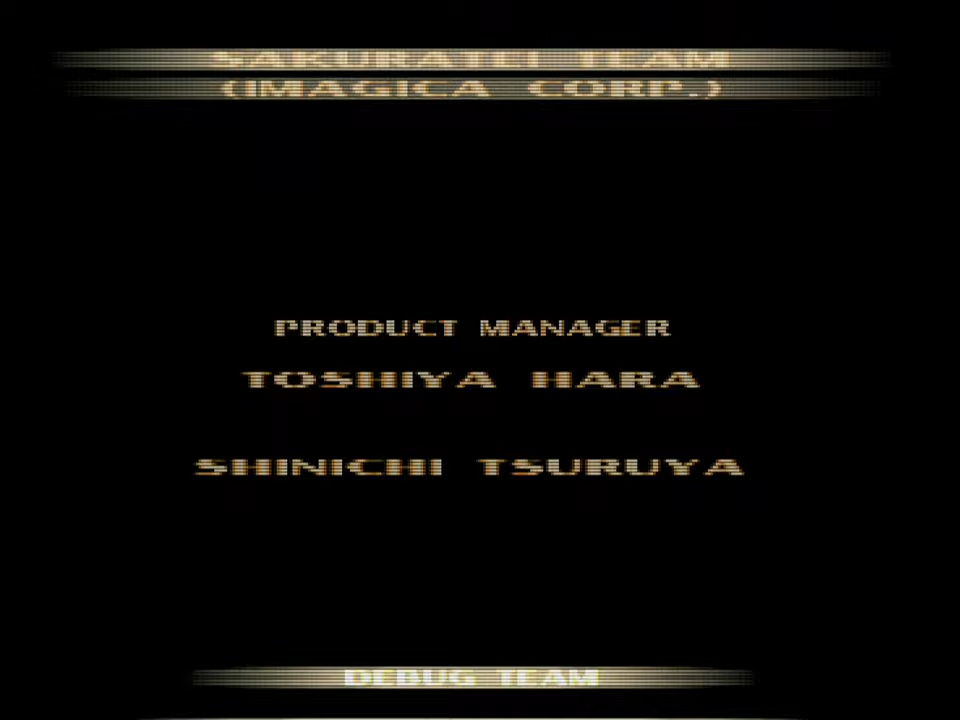 SAKURATEI TEAM
(IMAGICA CORP.)
PRODUCT MANAGER
TOSHIYA HARA
SHINICHI TSURUYA
DEBUG TEAM